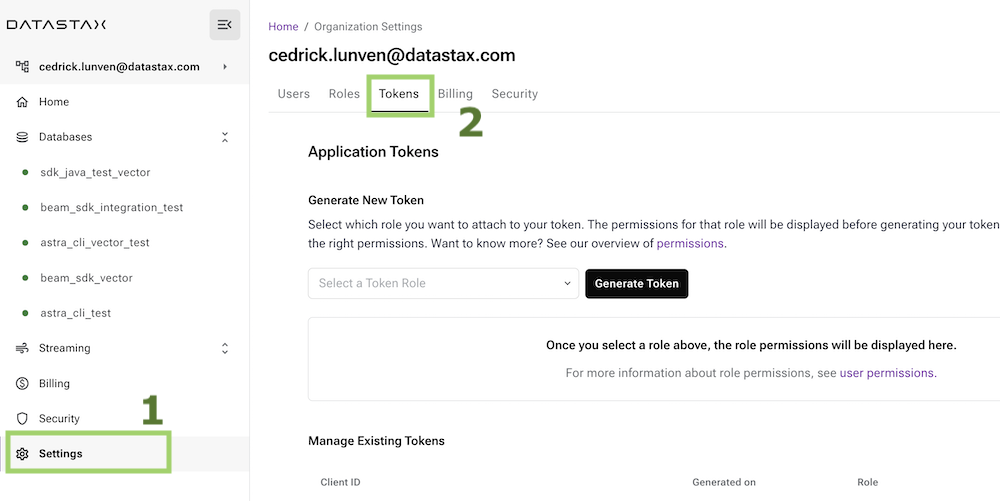 DATASTAX
cedrick.lunven@datastax.com
Home
Databases
sdk_java_test_vector
beam_sdk_integration_test
astra_cli_vector_test
beam_sdk_vector
astra_cli_test
Streaming
Billing
Security
1
Settings
Home / Organization Settings
cedrick.lunven@datastax.com
Users Roles Tokens Billing Security
2
Application Tokens
Generate New Token
Select which role you want to attach to your token. The permissions for that role will be displayed before generating your token
the right permissions. Want to know more? See our overview of permissions.
Select a Token Role Generate Token
Once you select a role above, the role permissions will be displayed here.
For more information about role permissions, see user permissions.
Manage Existing Tokens
Client ID Generated on Role